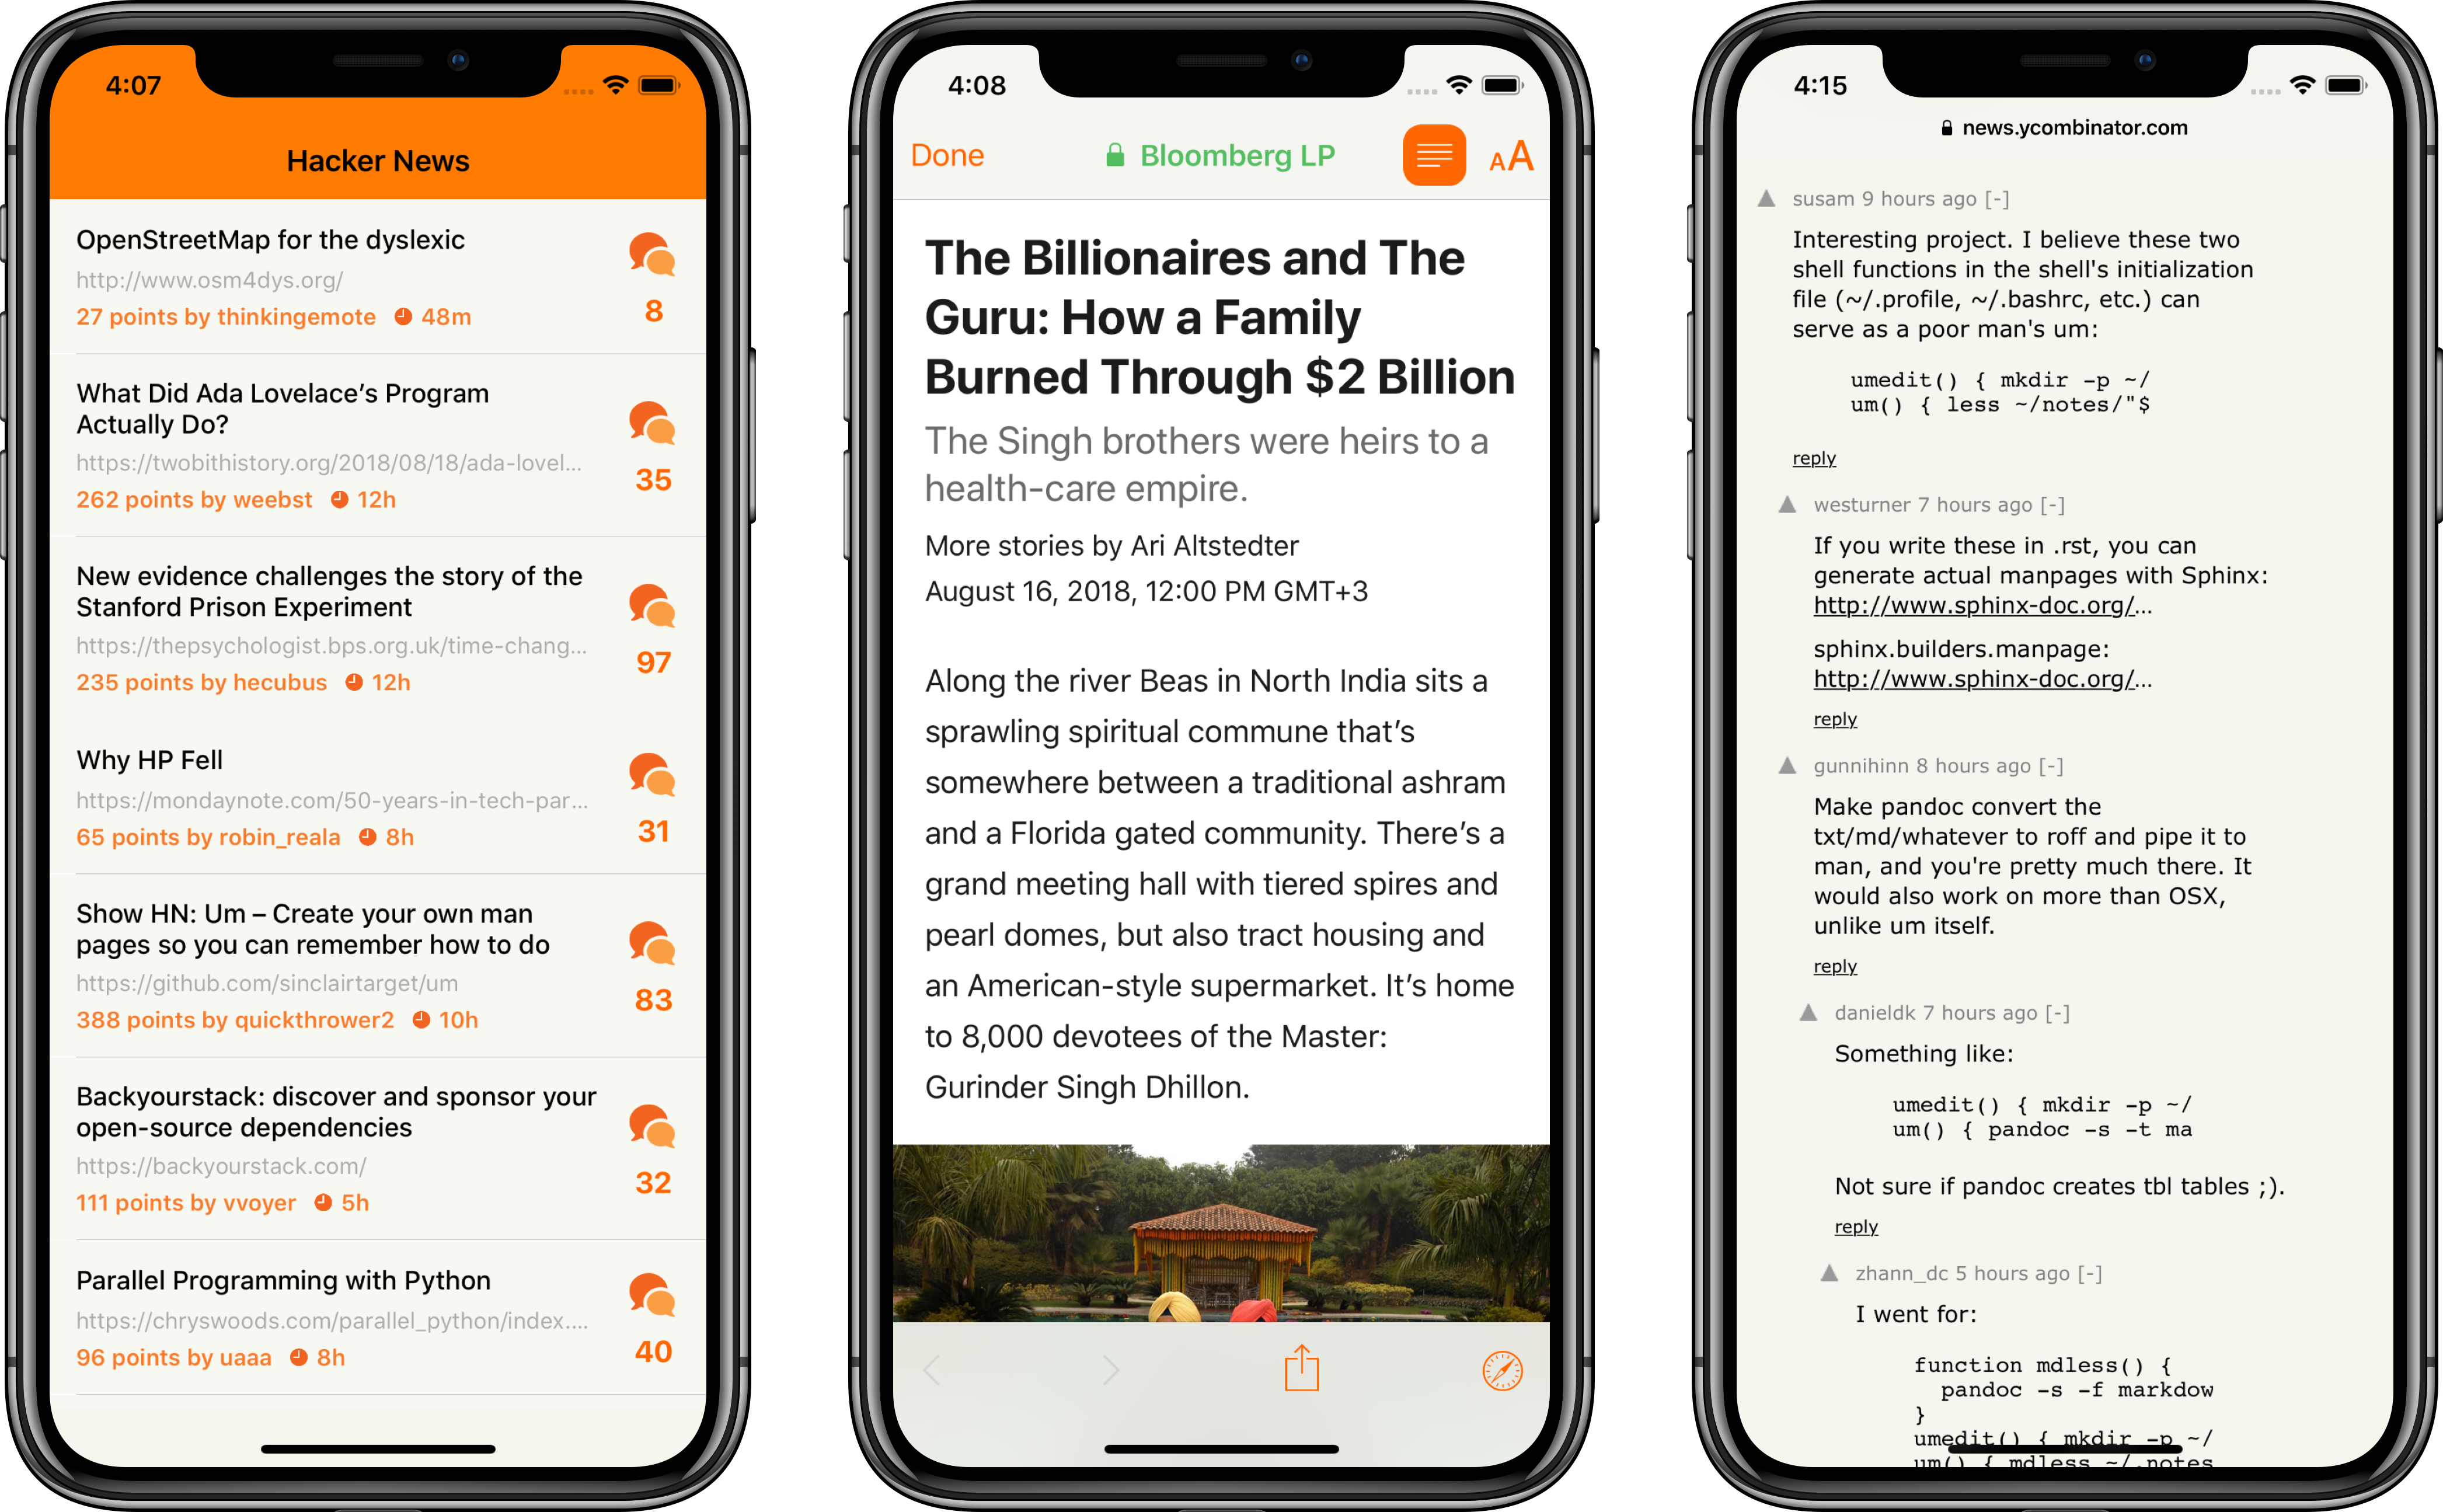 4:07
Hacker News
OpenStreetMap for the dyslexic
http://www.osm4dys.org/
27 points by thinkingemote 48m
8
What Did Ada Lovelace’s Program
Actually Do?
https://twobithistory.org/2018/08/18/ada-lovel...
262 points by weebst 12h
35
New evidence challenges the story of the
Stanford Prison Experiment
https://thepsychologist.bps.org.uk/time-chang...
235 points by hecubus 12h
97
Why HP Fell
https://mondaynote.com/50-years-in-tech-par...
65 points by robin_reala 8h
31
Show HN: Um – Create your own man
pages so you can remember how to do
https://github.com/sinclairtarget/um
388 points by quickthrower2 10h
83
Backyourstack: discover and sponsor your
open-source dependencies
https://backyourstack.com/
111 points by vvoyer 5h
32
Parallel Programming with Python
https://chryswoods.com/parallel_python/index....
96 points by uaaa 8h
40
4:08
Done
Bloomberg LP
AA
The Billionaires and The
Guru: How a Family
Burned Through $2 Billion
The Singh brothers were heirs to a
health-care empire.
More stories by Ari Altstedter
August 16, 2018, 12:00 PM GMT+3
Along the river Beas in North India sits a
sprawling spiritual commune that’s
somewhere between a traditional ashram
and a Florida gated community. There’s a
grand meeting hall with tiered spires and
pearl domes, but also tract housing and
an American-style supermarket. It’s home
to 8,000 devotees of the Master:
Gurinder Singh Dhillon.
4:15
news.ycombinator.com
susam 9 hours ago [-]
Interesting project. I believe these two
shell functions in the shell's initialization
file (~/.profile, ~/.bashrc, etc.) can
serve as a poor man's um:
umedit() { mkdir -p ~/
um() { less ~/notes/"$
reply
westurner 7 hours ago [-]
If you write these in .rst, you can
generate actual manpages with Sphinx:
http://www.sphinx-doc.org/...
sphinx.builders.manpage:
http://www.sphinx-doc.org/...
reply
gunnihinn 8 hours ago [-]
Make pandoc convert the
txt/md/whatever to roff and pipe it to
man, and you're pretty much there. It
would also work on more than OSX,
unlike um itself.
reply
danieldk 7 hours ago [-]
Something like:
umedit() { mkdir -p ~/
um() { pandoc -s -t ma
Not sure if pandoc creates tbl tables ;).
reply
zhann_dc 5 hours ago [-]
I went for:
function mdless() {
pandoc -s -f markdow
}
umedit() { mkdir -p ~/
um() { mdless ~/.notes